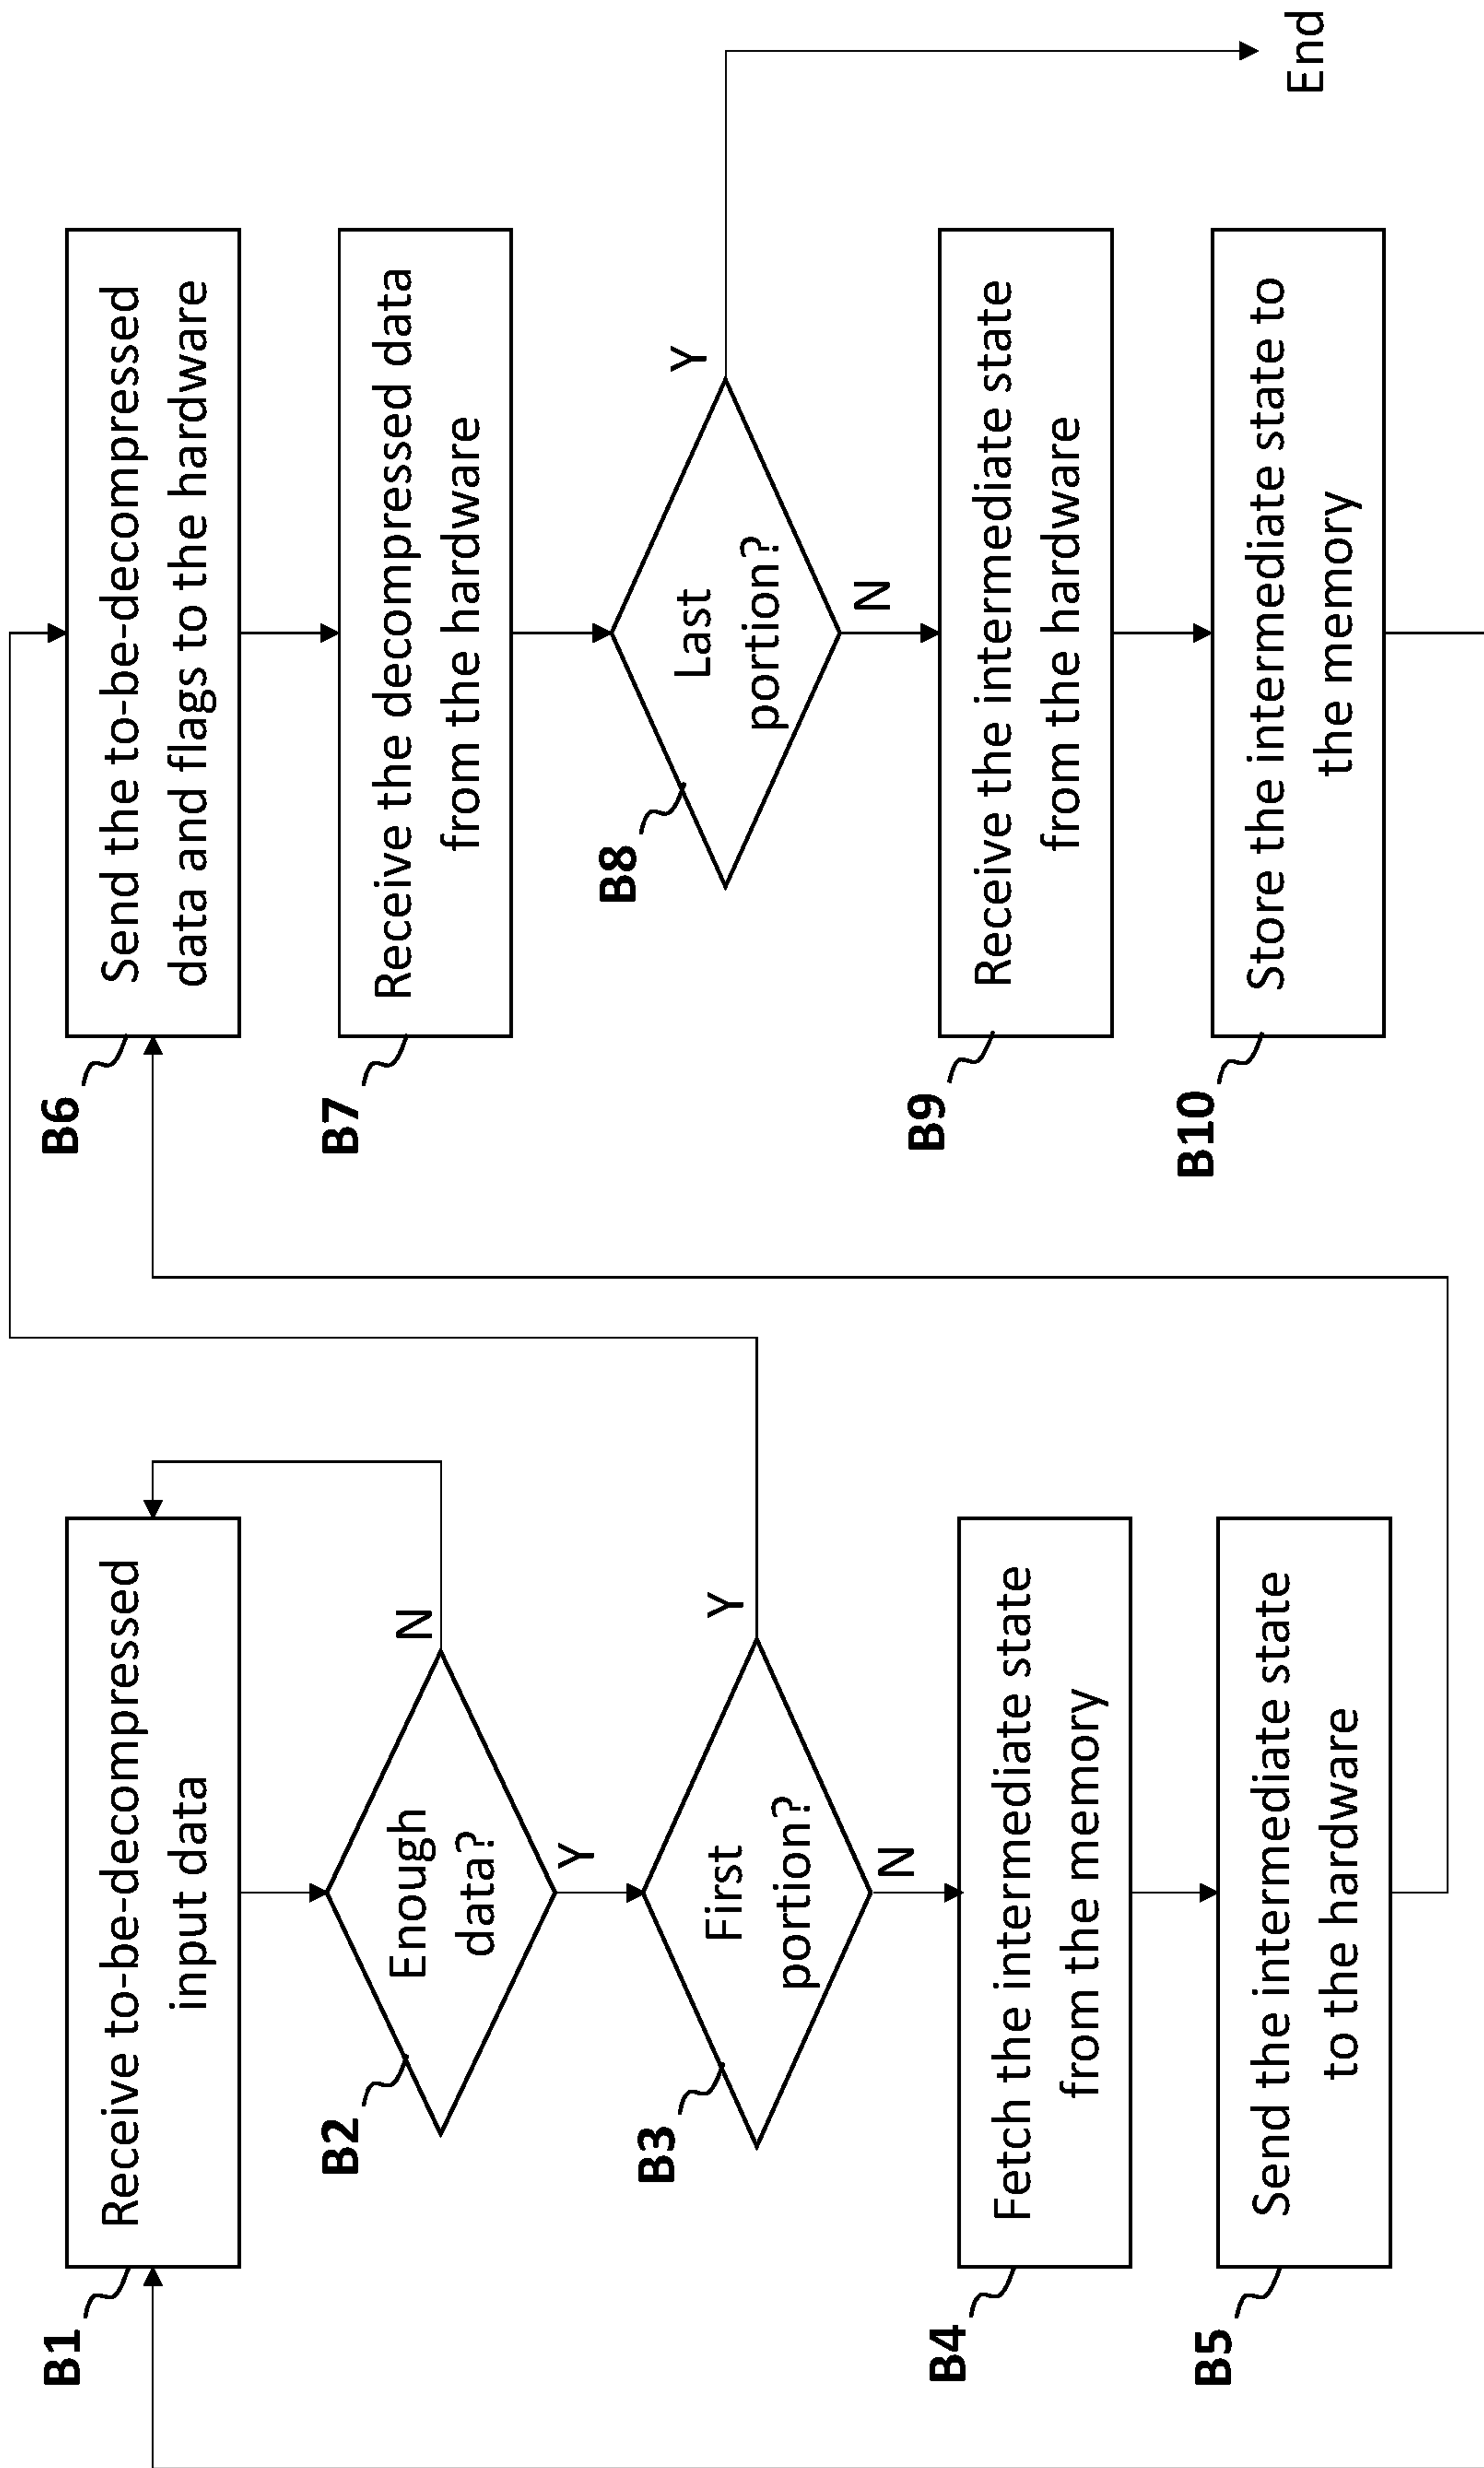 B1
Receive to-be-decompressed
input data
B2
Enough
data?
N
Y
B3
First
portion?
Y
N
B4
Fetch the intermediate state
from the memory
B5
Send the intermediate state
to the hardware
B6
Send the to-be-decompressed
data and flags to the hardware
B7
Receive the decompressed data
from the hardware
B8
Last
portion?
Y
N
B9
Receive the intermediate state
from the hardware
B10
Store the intermediate state to
the memory
End